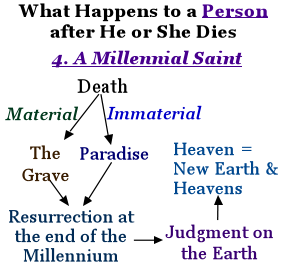 What Happens to a Person
after He or She Dies
4. A Millennial Saint
Death
Material
Immaterial
The
Grave
Paradise
Heaven =
New Earth &
Heavens
Resurrection at
the end of the
Millennium
Judgment on
the Earth